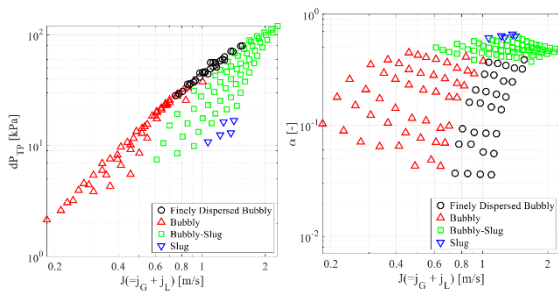 10²
10¹
10⁰
dP_TP [kPa]
0.2 0.4 0.6 0.8 1 2
J(=j_G + j_L) [m/s]
Finely Dispersed Bubbly
Bubbly
Bubbly-Slug
Slug
10⁰
10⁻¹
10⁻²
α [-]
0.2 0.4 0.6 0.8 1 2
J(=j_G + j_L) [m/s]
Finely Dispersed Bubbly
Bubbly
Bubbly-Slug
Slug